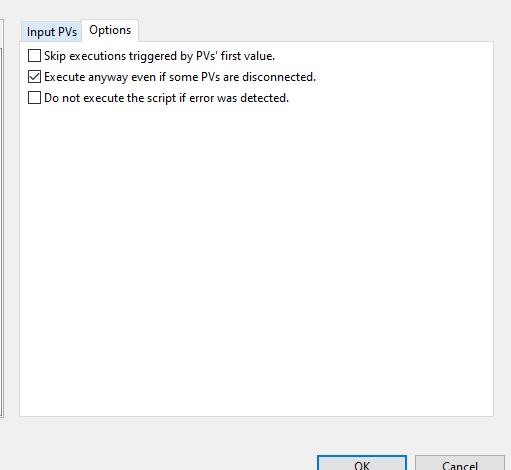 Input PVs
Options
Skip executions triggered by PVs' first value.
Execute anyway even if some PVs are disconnected.
Do not execute the script if error was detected.
OK
Cancel